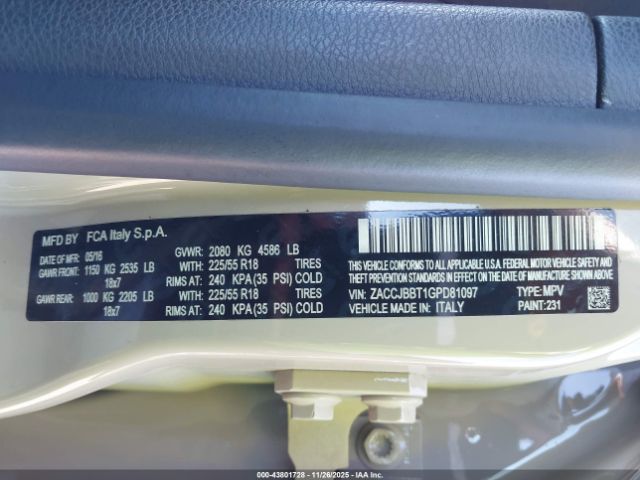 MFD BY FCA Italy S.p.A.
DATE OF MFR: 05/16 GVWR: 2080 KG 4586 LB
GAWR FRONT: 1150 KG 2535 LB WITH: 225/55 R18 TIRES
18x7 RIMS AT: 240 KPA (35 PSI) COLD
GAWR REAR: 1000 KG 2205 LB WITH: 225/55 R18 TIRES
18x7 RIMS AT: 240 KPA (35 PSI) COLD
THIS VEHICLE CONFORMS TO ALL APPLICABLE U.S.A. FEDERAL MOTOR VEHICLE SAFETY, BUMPER AND THEFT PREVENTION STANDARDS IN EFFECT ON THE DATE OF MANUFACTURE SHOWN ABOVE.
VIN: ZACCJBBT1GPD81097 TYPE: MPV
VEHICLE MADE IN: ITALY PAINT: 231
000-43801728 — 11/26/2025 — IAA Inc.